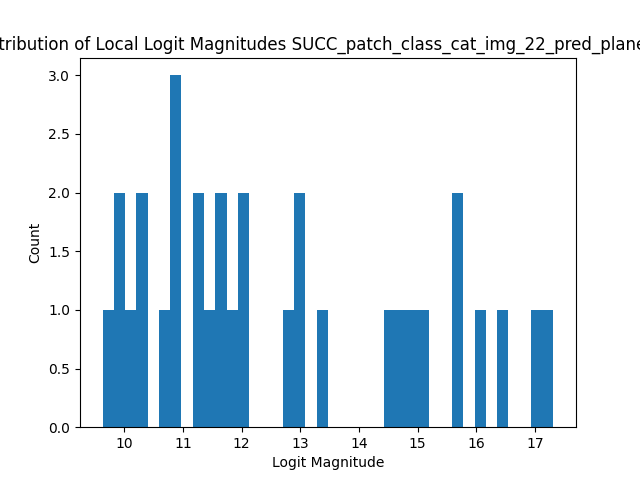 tribution of Local Logit Magnitudes SUCC_patch_class_cat_img_22_pred_plane
3.0
2.5
2.0
1.5
1.0
0.5
0.0
Count
10 11 12 13 14 15 16 17
Logit Magnitude